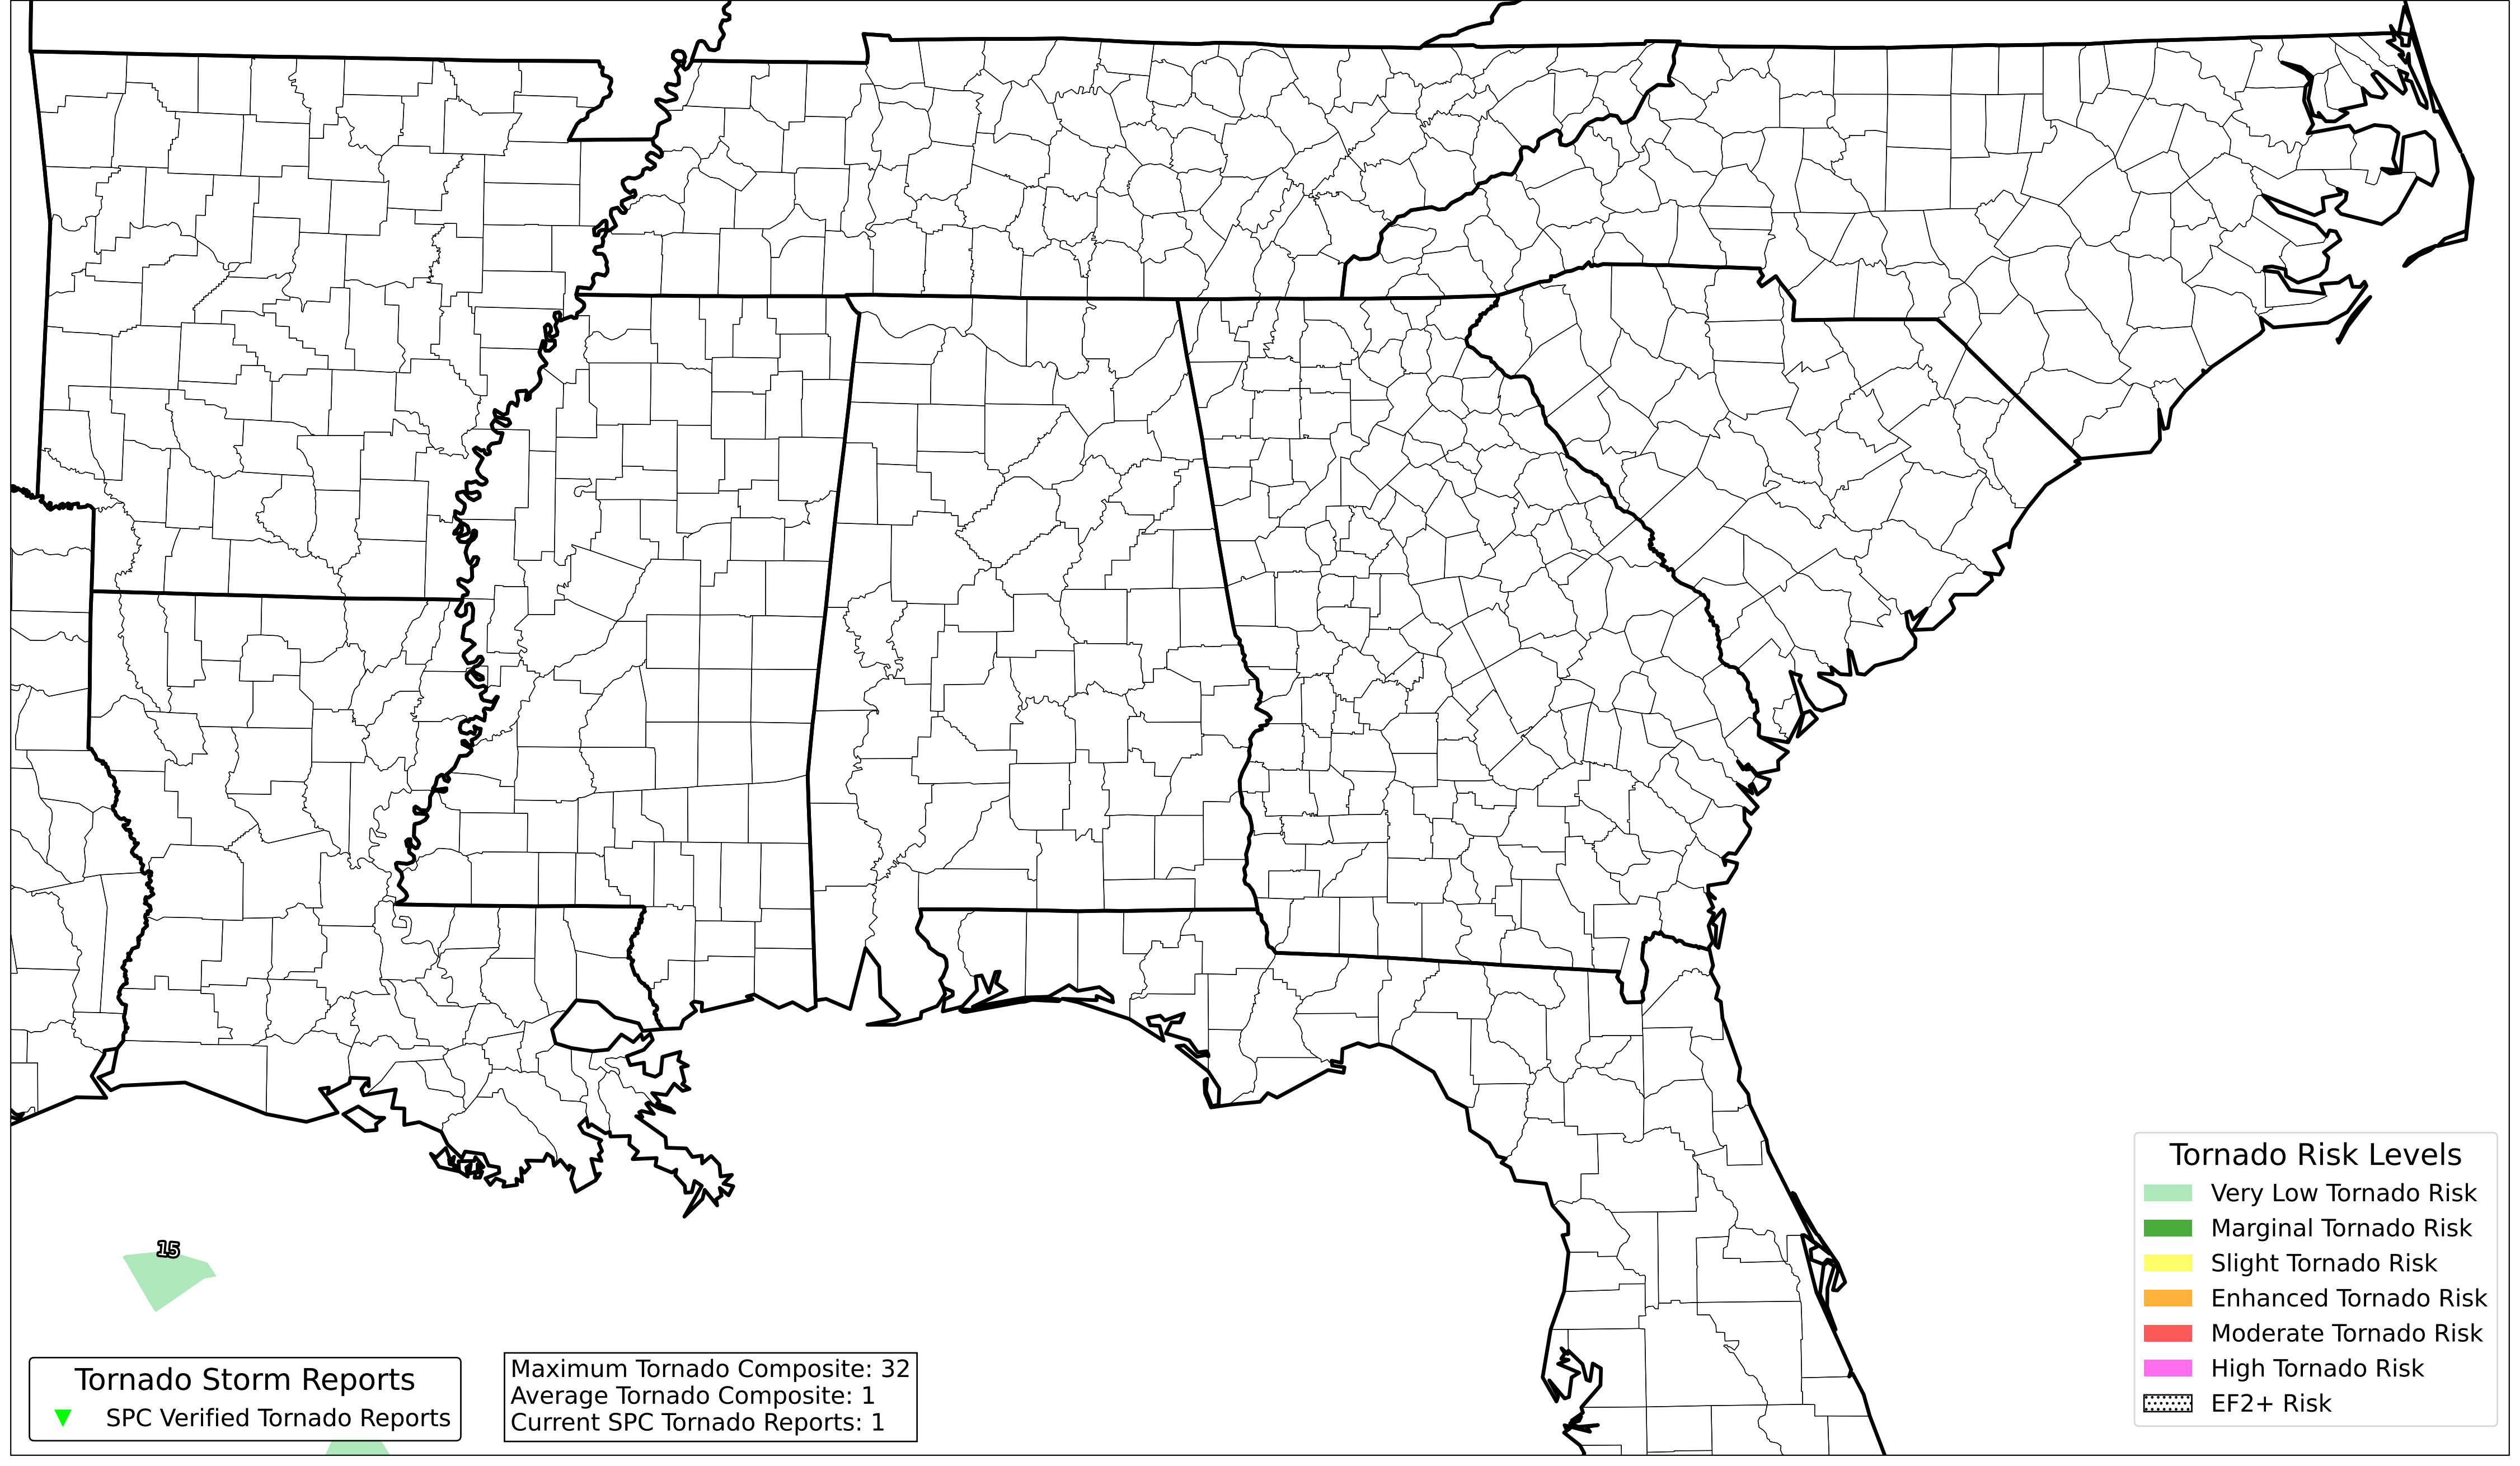 15
Tornado Storm Reports
SPC Verified Tornado Reports
Maximum Tornado Composite: 32
Average Tornado Composite: 1
Current SPC Tornado Reports: 1
Tornado Risk Levels
Very Low Tornado Risk
Marginal Tornado Risk
Slight Tornado Risk
Enhanced Tornado Risk
Moderate Tornado Risk
High Tornado Risk
EF2+ Risk